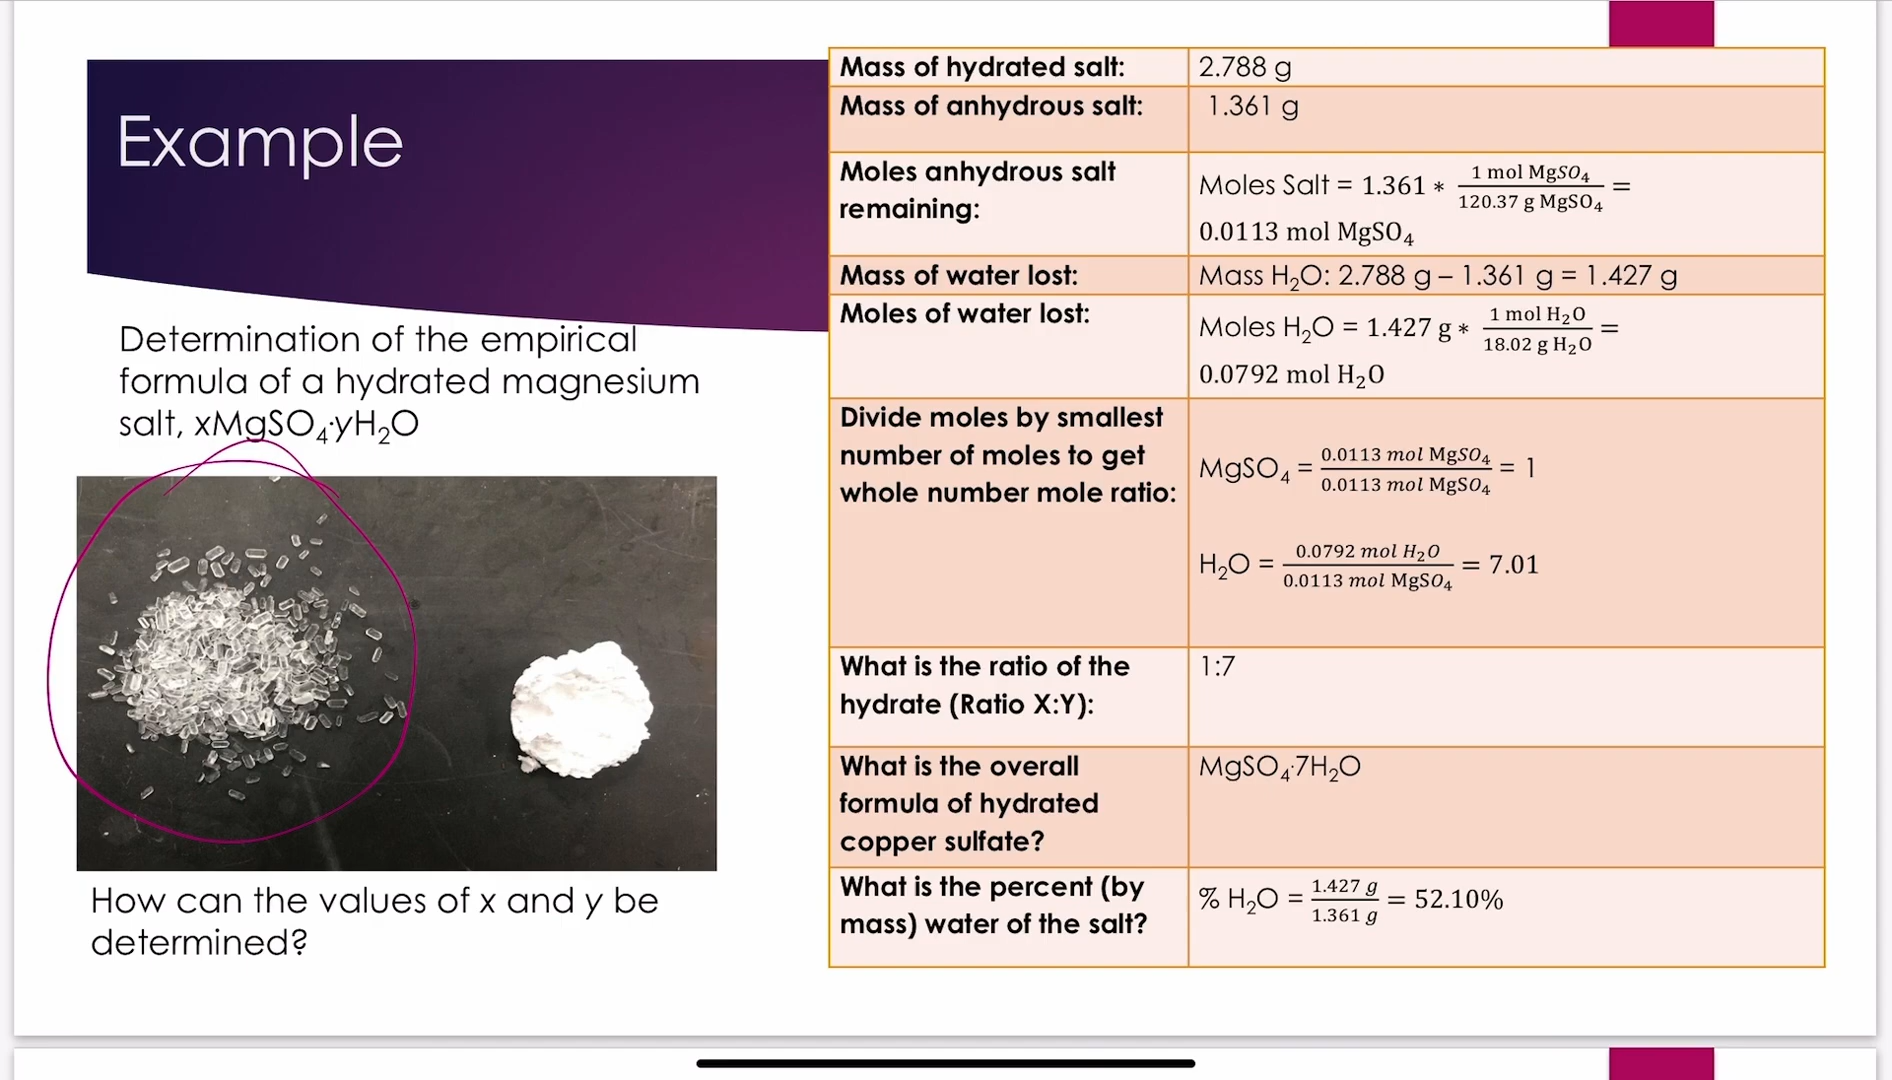 Example
Determination of the empirical
formula of a hydrated magnesium
salt, xMgSO₄·yH₂O
How can the values of x and y be
determined?
Mass of hydrated salt: 2.788 g
Mass of anhydrous salt: 1.361 g
Moles anhydrous salt
remaining:
Moles Salt = 1.361 * 1 mol MgSO₄ / 120.37 g MgSO₄ =
0.0113 mol MgSO₄
Mass of water lost: Mass H₂O: 2.788 g – 1.361 g = 1.427 g
Moles of water lost:
Moles H₂O = 1.427 g * 1 mol H₂O / 18.02 g H₂O =
0.0792 mol H₂O
Divide moles by smallest
number of moles to get
whole number mole ratio:
MgSO₄ = 0.0113 mol MgSO₄ / 0.0113 mol MgSO₄ = 1
H₂O = 0.0792 mol H₂O / 0.0113 mol MgSO₄ = 7.01
What is the ratio of the
hydrate (Ratio X:Y):
1:7
What is the overall
formula of hydrated
copper sulfate?
MgSO₄·7H₂O
What is the percent (by
mass) water of the salt?
% H₂O = 1.427 g / 1.361 g = 52.10%